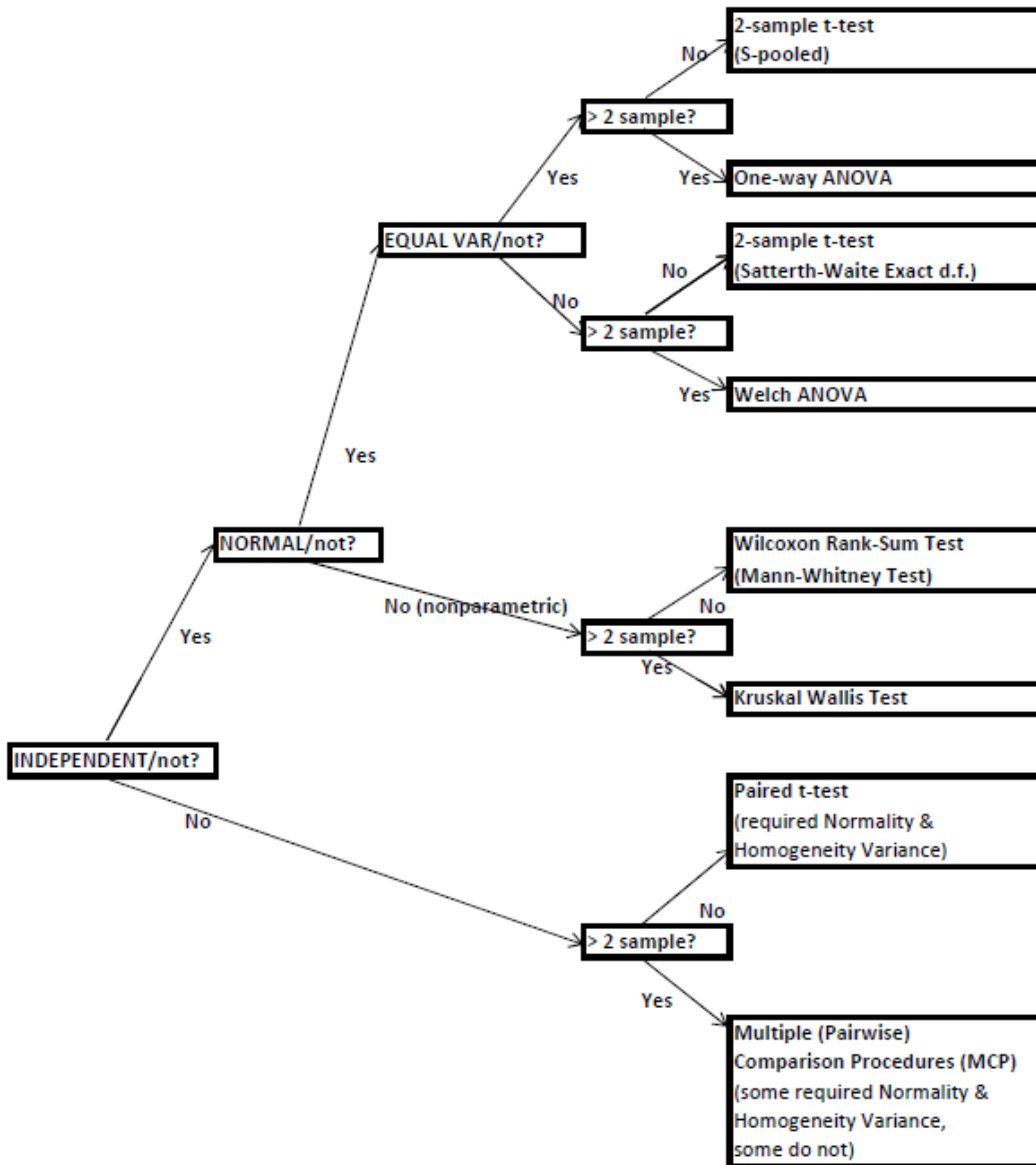 2-sample t-test
No
(S-pooled)
> 2 sample?
Yes
Yes
One-way ANOVA
EQUAL VAR/not?
2-sample t-test
No
(Satterth-Waite Exact d.f.)
No
> 2 sample?
Yes
Welch ANOVA
Yes
NORMAL/not?
Wilcoxon Rank-Sum Test
(Mann-Whitney Test)
No (nonparametric)
No
> 2 sample?
Yes
Yes
Kruskal Wallis Test
INDEPENDENT/not?
Paired t-test
No
(required Normality &
Homogeneity Variance)
No
> 2 sample?
Yes
Multiple (Pairwise)
Comparison Procedures (MCP)
(some required Normality &
Homogeneity Variance,
some do not)